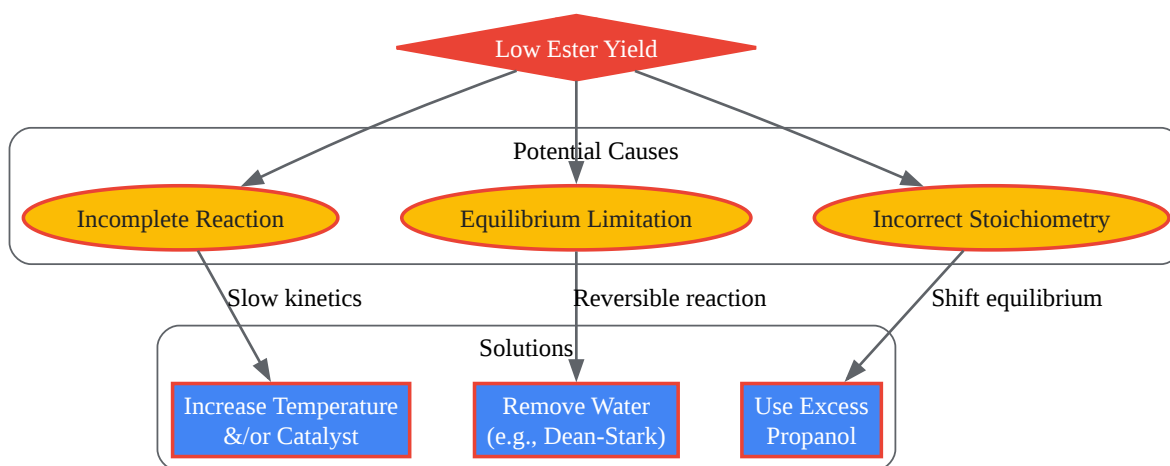 Low Ester Yield
Potential Causes
Incomplete Reaction
Equilibrium Limitation
Incorrect Stoichiometry
Slow kinetics
Reversible reaction
Shift equilibrium
Solutions
Increase Temperature
&/or Catalyst
Remove Water
(e.g., Dean-Stark)
Use Excess
Propanol